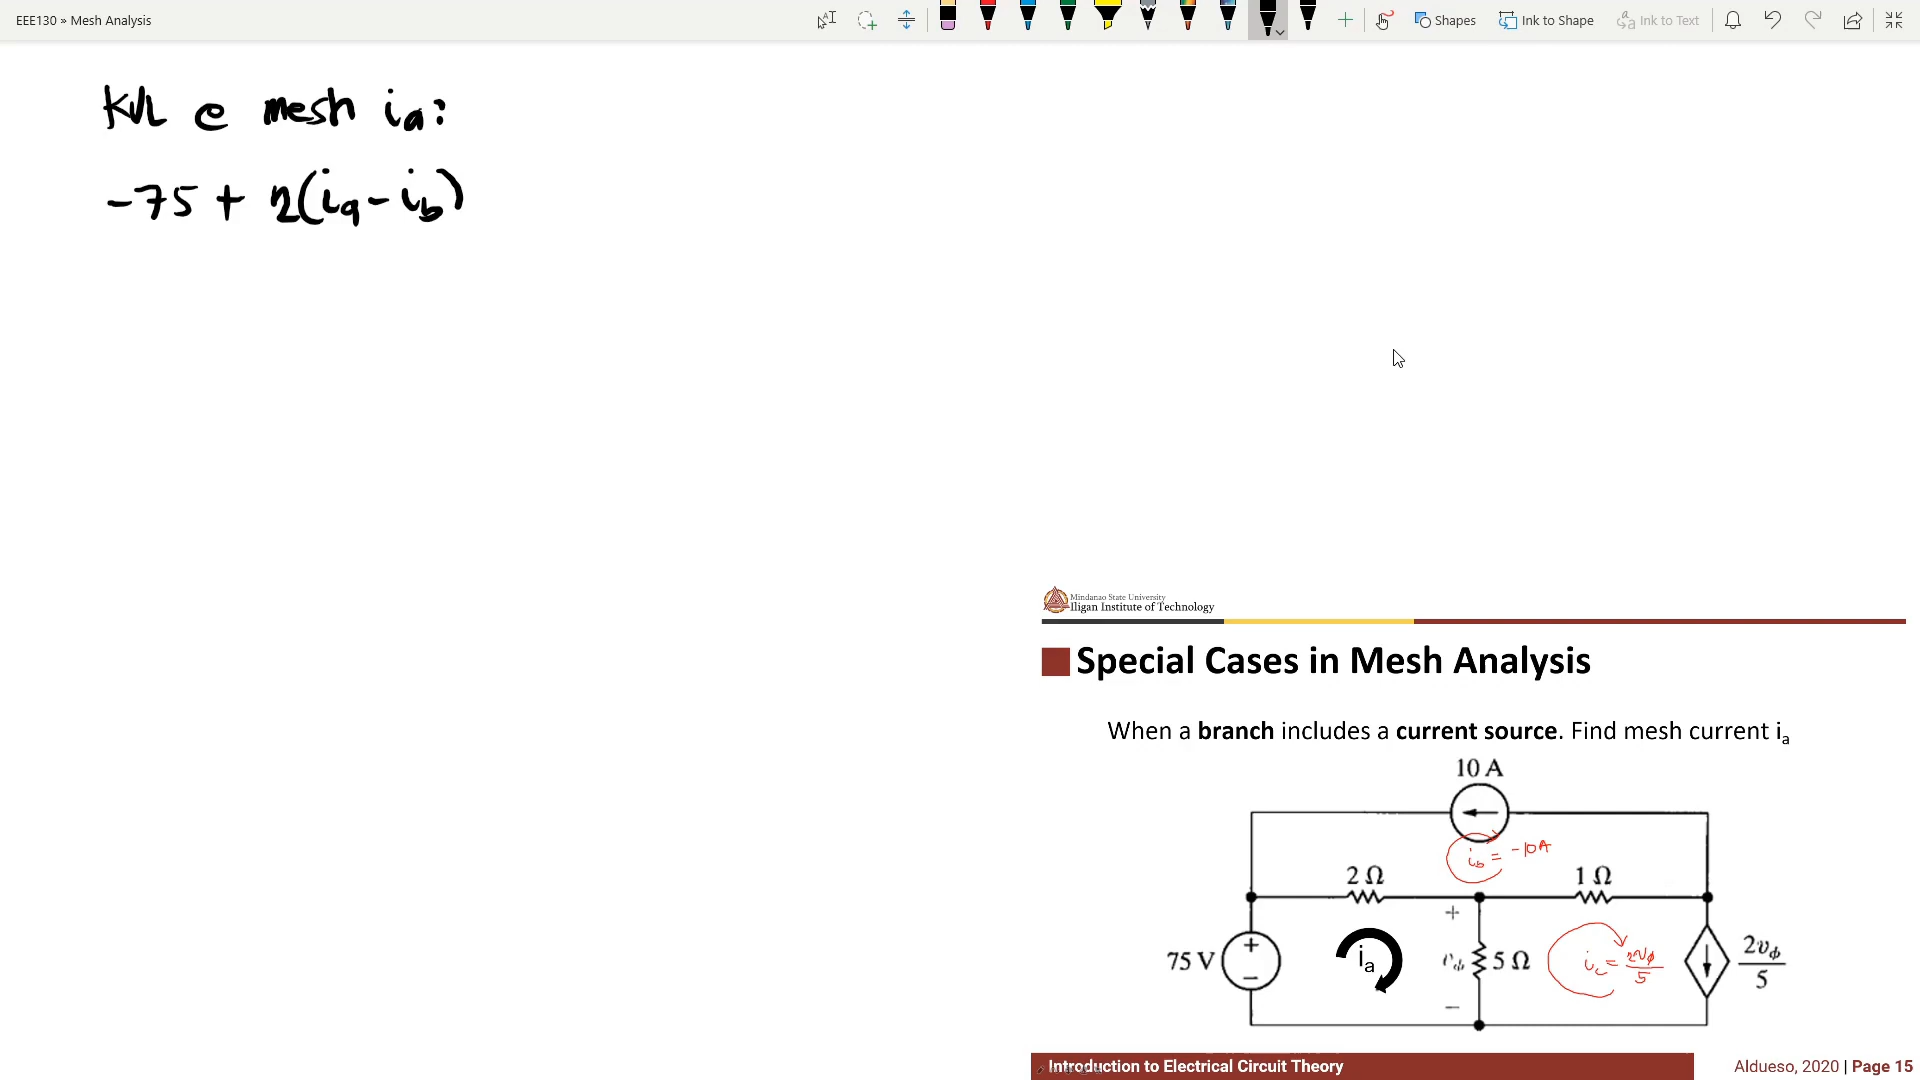 EEE130 » Mesh Analysis
Shapes
Ink to Shape
Ink to Text
KVL @ mesh ia:
-75 + 2(ia - ib)
Mindanao State University
Iligan Institute of Technology
Special Cases in Mesh Analysis
When a branch includes a current source. Find mesh current ia
10 A
ib = -10A
2 Ω
1 Ω
75 V
+
−
ia
+
vϕ
−
5 Ω
ic = 2vϕ/5
2vϕ/5
Introduction to Electrical Circuit Theory
Aldueso, 2020 | Page 15